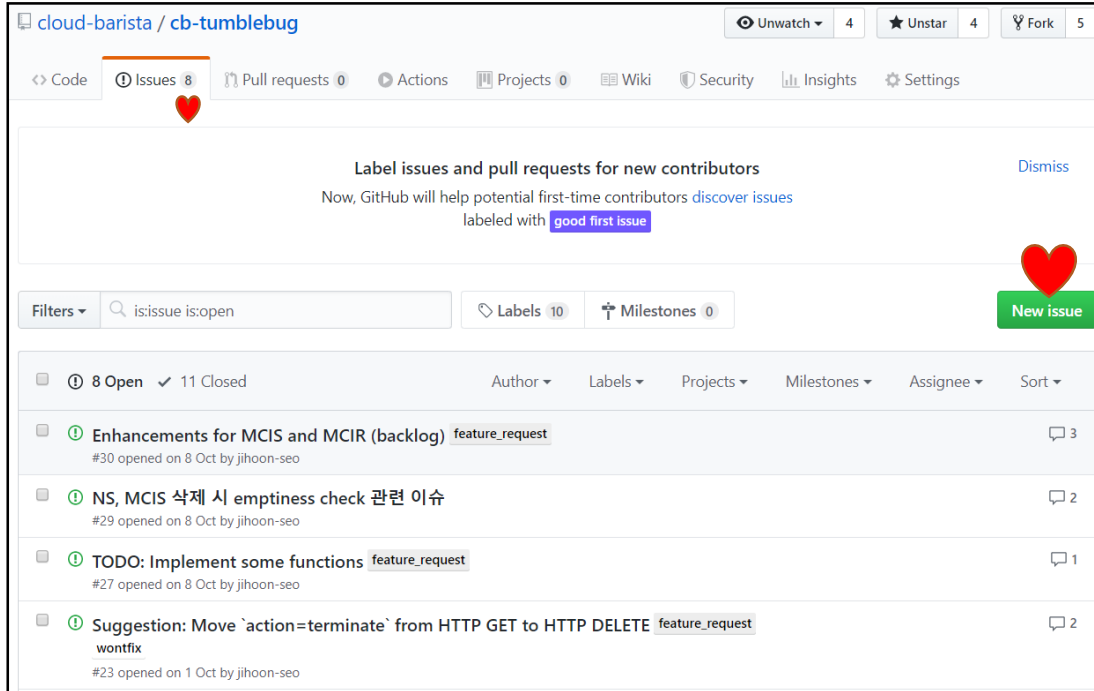 cloud-barista / cb-tumblebug
Unwatch 4 Unstar 4 Fork 5
Code Issues 8 Pull requests 0 Actions Projects 0 Wiki Security Insights Settings
Label issues and pull requests for new contributors
Dismiss
Now, GitHub will help potential first-time contributors discover issues
labeled with good first issue
Filters is:issue is:open Labels 10 Milestones 0 New issue
8 Open 11 Closed Author Labels Projects Milestones Assignee Sort
Enhancements for MCIS and MCIR (backlog) feature_request 3
#30 opened on 8 Oct by jihoon-seo
NS, MCIS 삭제 시 emptiness check 관련 이슈 2
#29 opened on 8 Oct by jihoon-seo
TODO: Implement some functions feature_request 1
#27 opened on 8 Oct by jihoon-seo
Suggestion: Move `action=terminate` from HTTP GET to HTTP DELETE feature_request 2
wontfix
#23 opened on 1 Oct by jihoon-seo